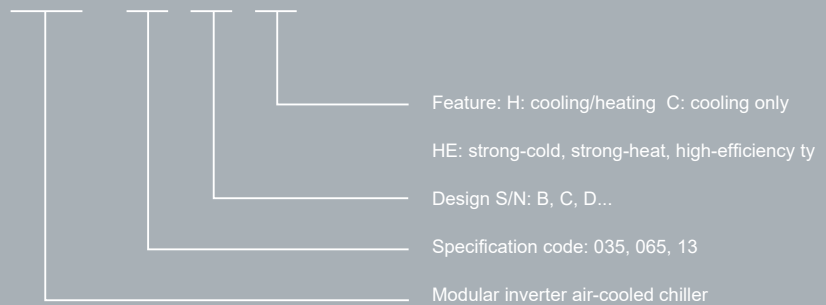 Feature: H: cooling/heating  C: cooling only
HE: strong-cold, strong-heat, high-efficiency ty
Design S/N: B, C, D...
Specification code: 035, 065, 13
Modular inverter air-cooled chiller